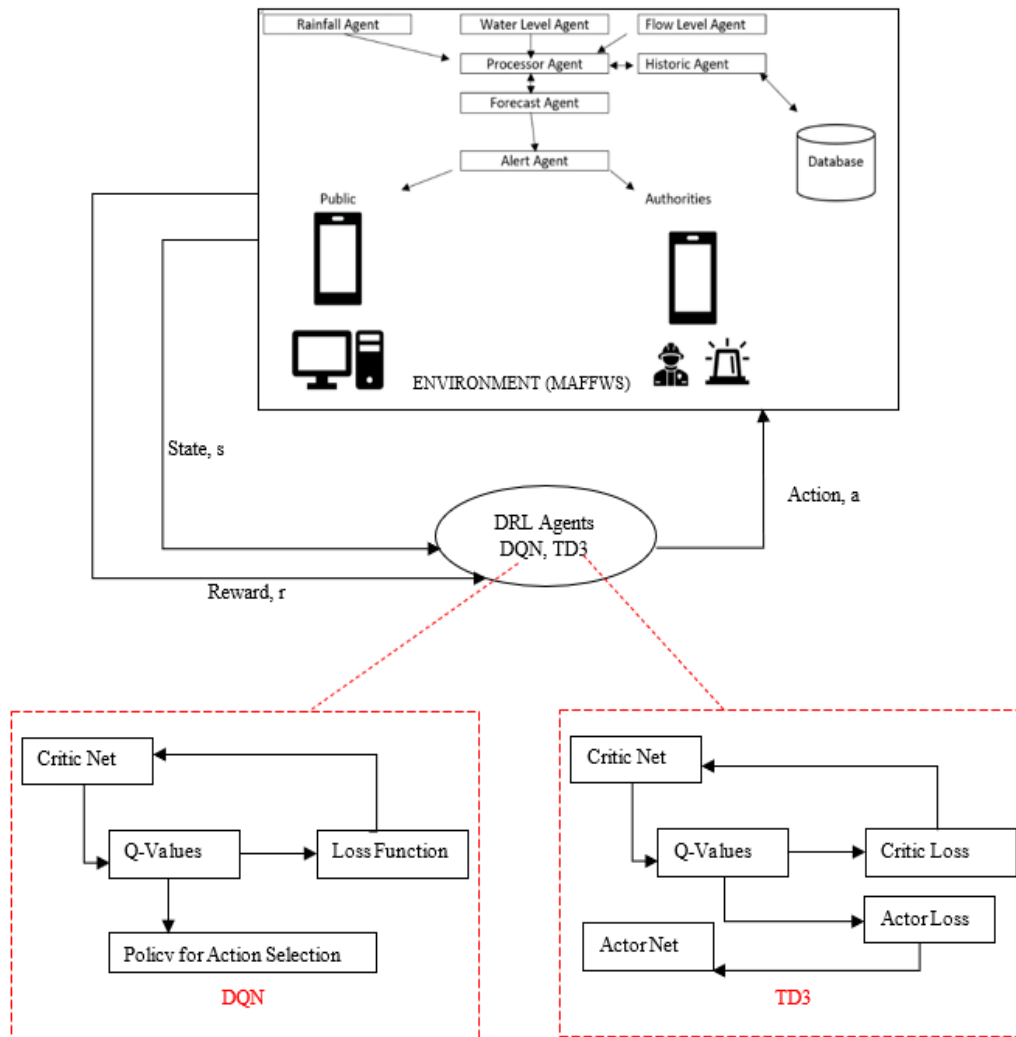 Rainfall Agent
Water Level Agent
Flow Level Agent
Processor Agent
Historic Agent
Forecast Agent
Alert Agent
Database
Public
Authorities
ENVIRONMENT (MAFFWS)
State, s
Action, a
DRL Agents
DQN, TD3
Reward, r
Critic Net
Q-Values
Loss Function
Policy for Action Selection
DQN
Critic Net
Q-Values
Critic Loss
Actor Loss
Actor Net
TD3